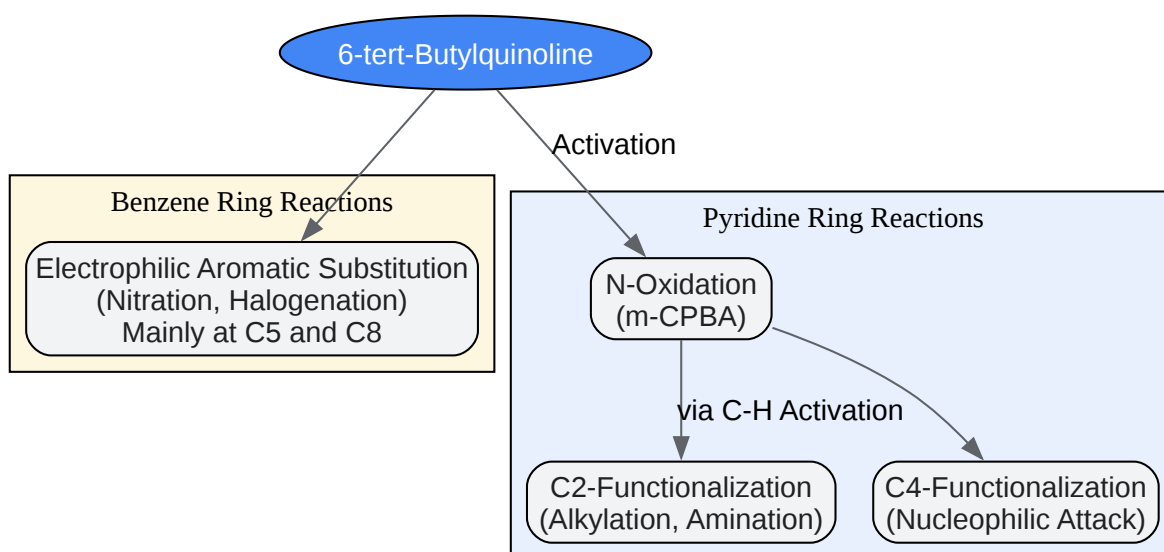 6-tert-Butylquinoline
Activation
Benzene Ring Reactions
Electrophilic Aromatic Substitution
(Nitration, Halogenation)
Mainly at C5 and C8
Pyridine Ring Reactions
N-Oxidation
(m-CPBA)
via C-H Activation
C2-Functionalization
(Alkylation, Amination)
C4-Functionalization
(Nucleophilic Attack)